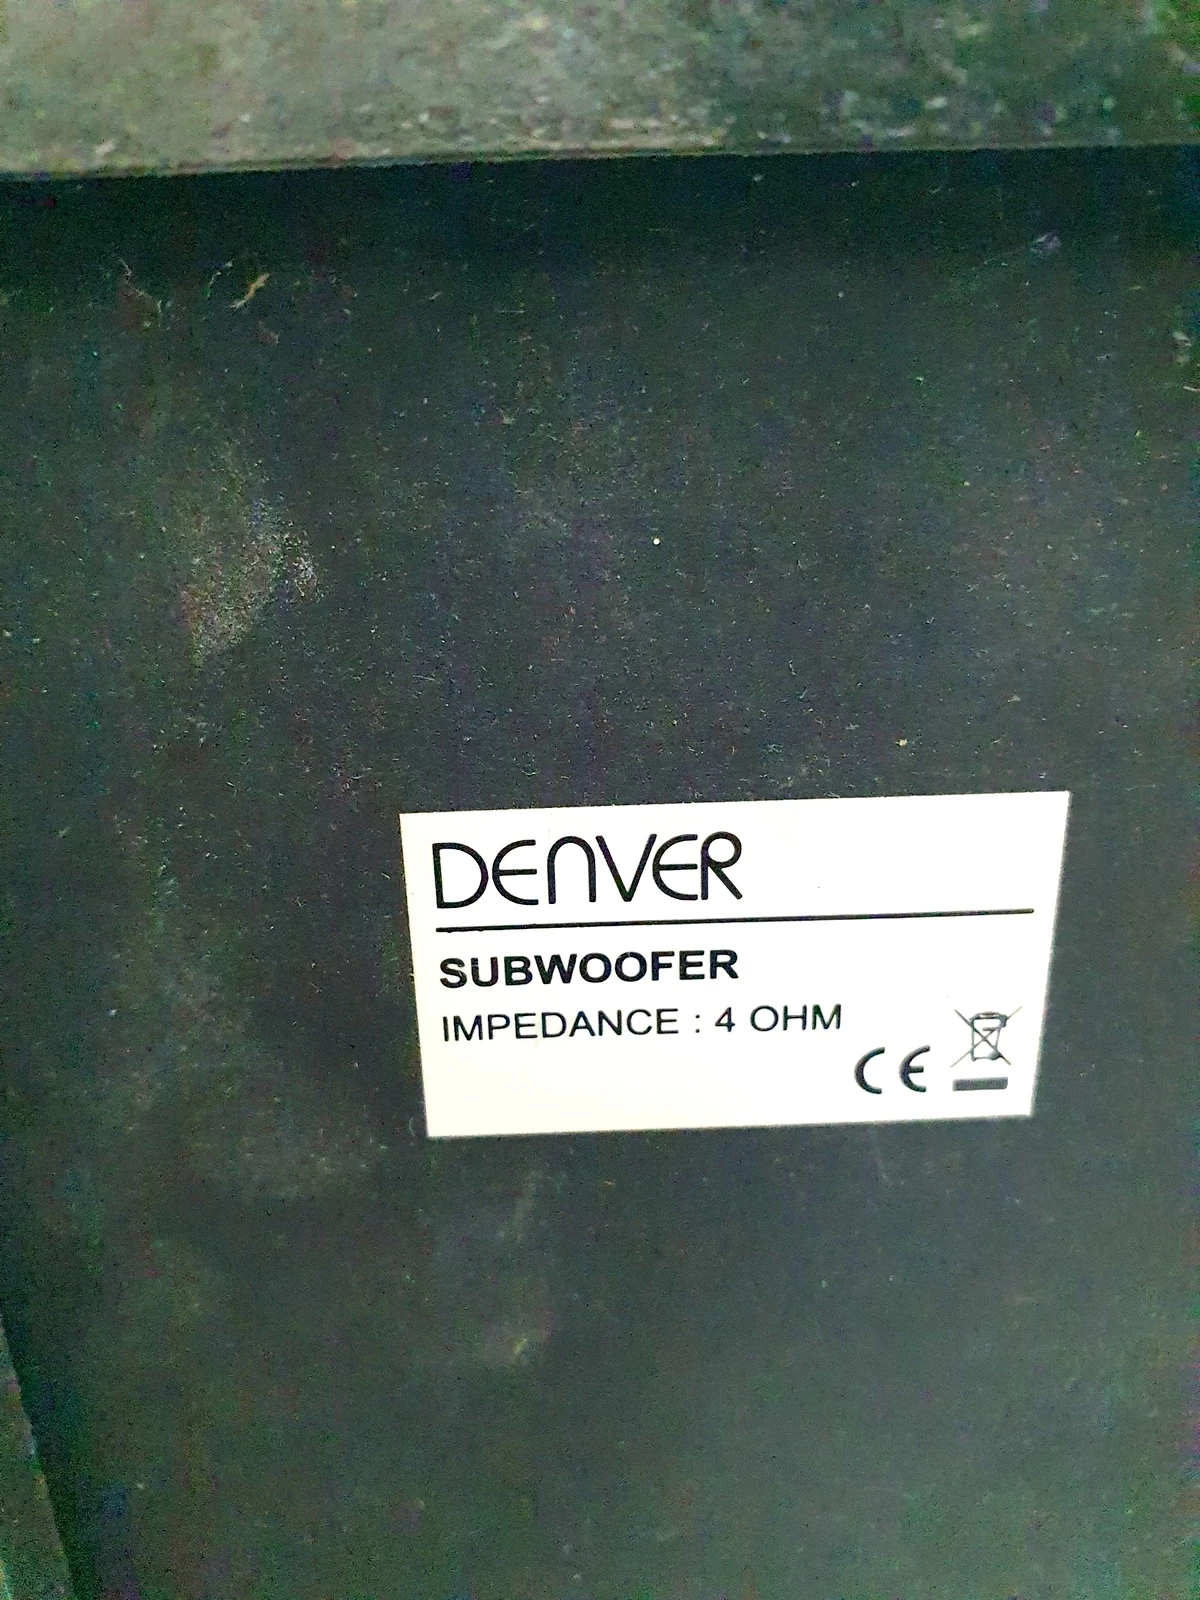 DENVER
SUBWOOFER
IMPEDANCE : 4 OHM
CE